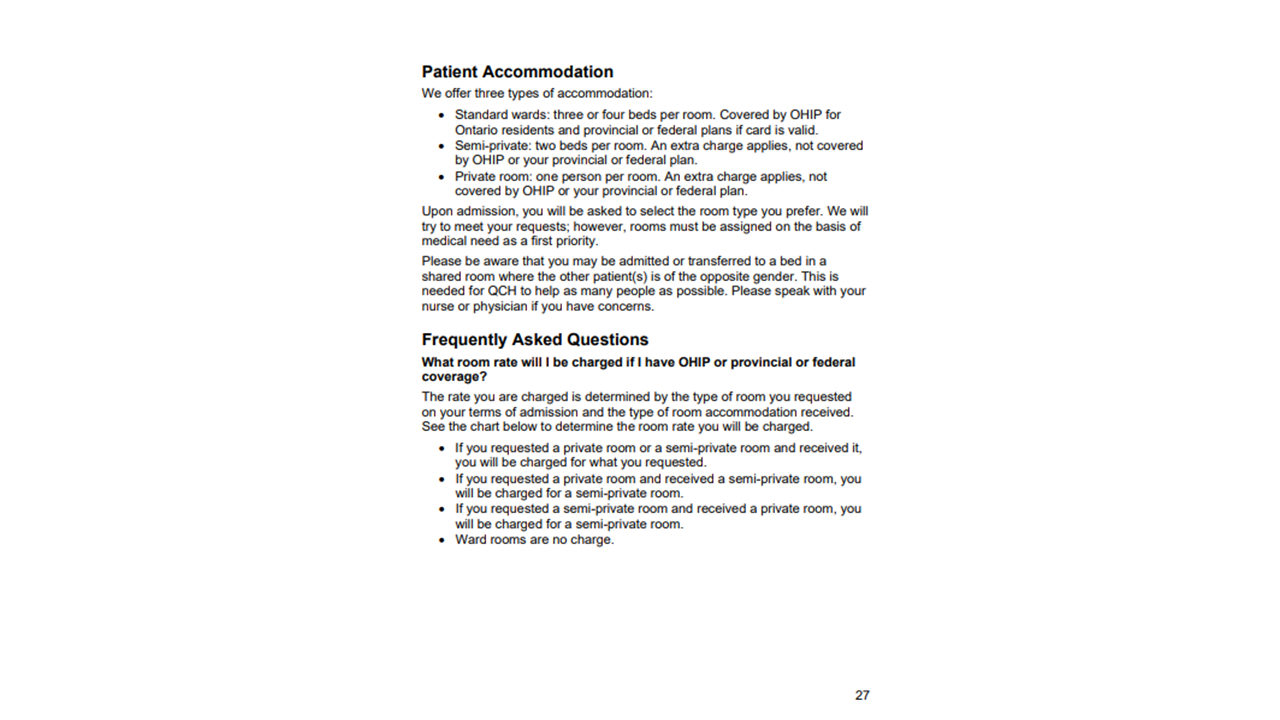 Patient Accommodation
We offer three types of accommodation:
• Standard wards: three or four beds per room. Covered by OHIP for
Ontario residents and provincial or federal plans if card is valid.
• Semi-private: two beds per room. An extra charge applies, not covered
by OHIP or your provincial or federal plan.
• Private room: one person per room. An extra charge applies, not
covered by OHIP or your provincial or federal plan.
Upon admission, you will be asked to select the room type you prefer. We will
try to meet your requests; however, rooms must be assigned on the basis of
medical need as a first priority.
Please be aware that you may be admitted or transferred to a bed in a
shared room where the other patient(s) is of the opposite gender. This is
needed for QCH to help as many people as possible. Please speak with your
nurse or physician if you have concerns.
Frequently Asked Questions
What room rate will I be charged if I have OHIP or provincial or federal
coverage?
The rate you are charged is determined by the type of room you requested
on your terms of admission and the type of room accommodation received.
See the chart below to determine the room rate you will be charged.
• If you requested a private room or a semi-private room and received it,
you will be charged for what you requested.
• If you requested a private room and received a semi-private room, you
will be charged for a semi-private room.
• If you requested a semi-private room and received a private room, you
will be charged for a semi-private room.
• Ward rooms are no charge.
27